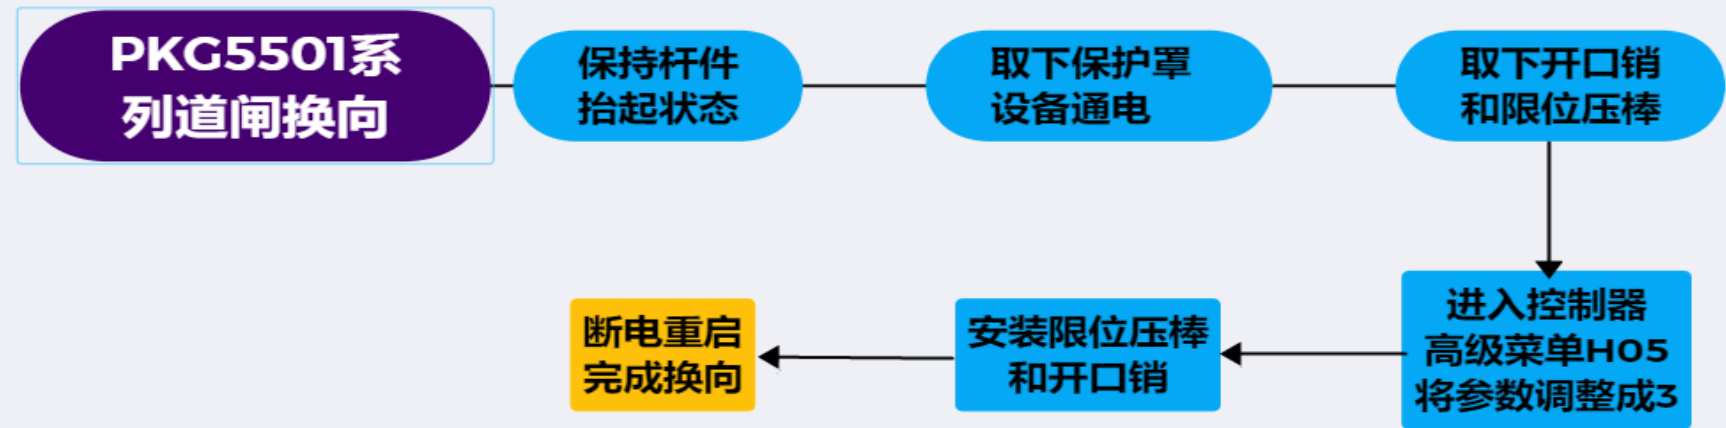 PKG5501系
列道闸换向
保持杆件
抬起状态
取下保护罩
设备通电
取下开口销
和限位压棒
进入控制器
高级菜单H05
将参数调整成3
安装限位压棒
和开口销
断电重启
完成换向